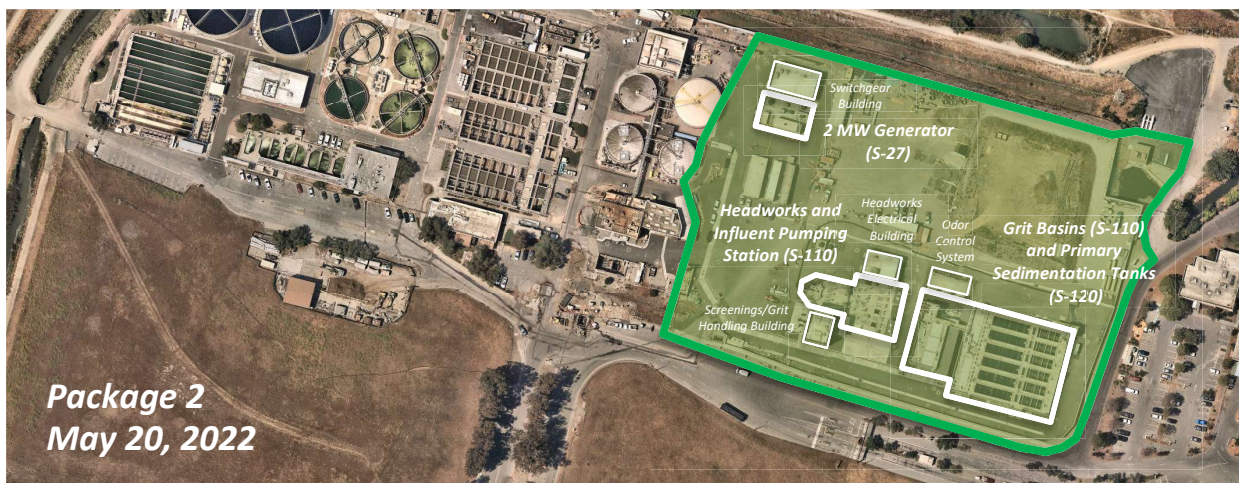 Switchgear
Building
2 MW Generator
(S-27)
Headworks and
Influent Pumping
Station (S-110)
Headworks
Electrical
Building
Odor
Control
System
Grit Basins (S-110)
and Primary
Sedimentation Tanks
(S-120)
Screenings/Grit
Handling Building
Package 2
May 20, 2022